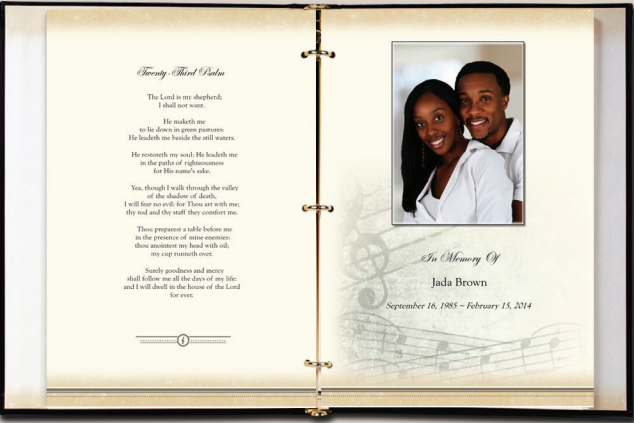 Twenty-Third Psalm
The Lord is my shepherd;
I shall not want.
He maketh me
to lie down in green pastures:
He leadeth me beside the still waters.
He restoreth my soul; He leadeth me
in the paths of righteousness
for His name's sake.
Yea, though I walk through the valley
of the shadow of death,
I will fear no evil: for Thou art with me;
thy rod and thy staff they comfort me.
Thou preparest a table before me
in the presence of mine enemies:
thou anointest my head with oil;
my cup runneth over.
Surely goodness and mercy
shall follow me all the days of my life:
and I will dwell in the house of the Lord
for ever.
In Memory Of
Jada Brown
September 16, 1985 ~ February 15, 2014